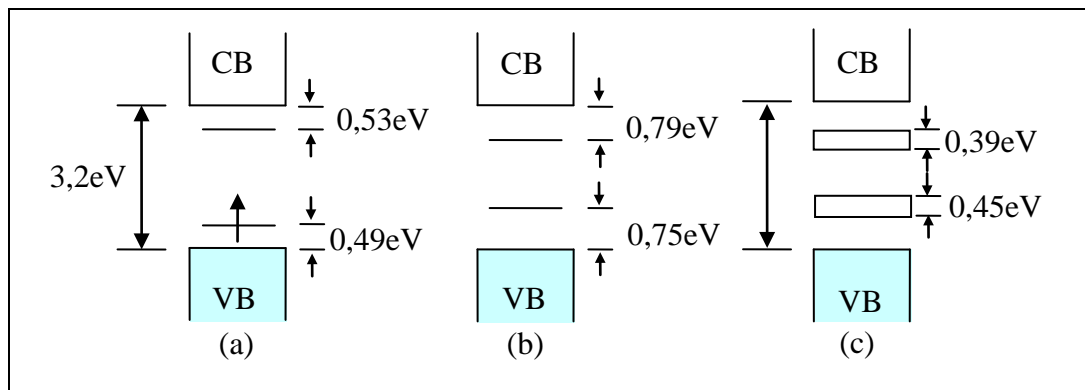 CB
0,53eV
3,2eV
0,49eV
VB
(a)
CB
0,79eV
0,75eV
VB
(b)
CB
0,39eV
0,45eV
VB
(c)